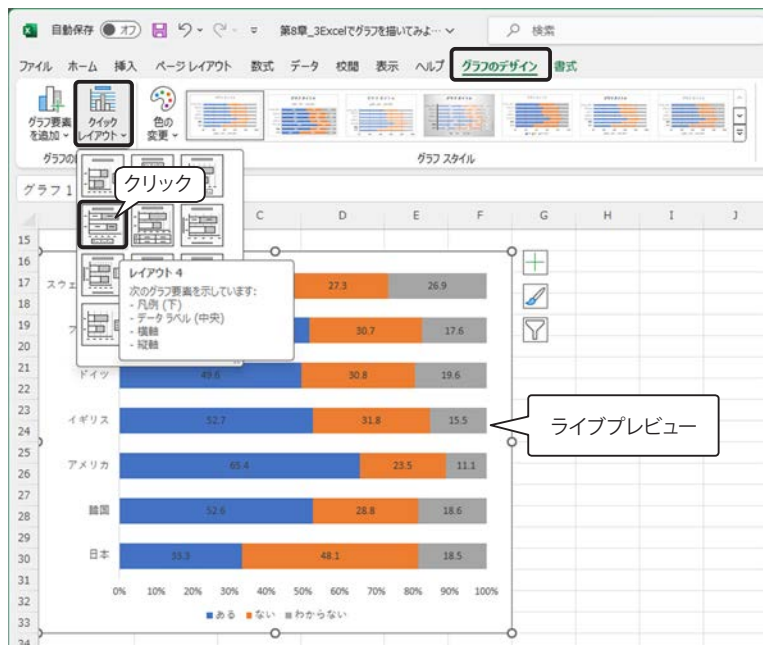 自動保存 オフ 第8章_3Excelでグラフを描いてみよ… 検索
ファイル ホーム 挿入 ページ レイアウト 数式 データ 校閲 表示 ヘルプ グラフのデザイン 書式
グラフ要素を追加 クイックレイアウト 色の変更
グラフの グラフ スタイル
グラフ 1
クリック
C D E F G H I J
15
16
17 スウェ 27.3 26.9
18
19 フ 30.7 17.6
20
レイアウト 4
次のグラフ要素を示しています:
- 凡例 (下)
- データ ラベル (中央)
- 横軸
- 縦軸
21 ドイツ 49.6 30.8 19.6
22
23 イギリス 52.7 31.8 15.5
24
ライブプレビュー
25 アメリカ 65.4 23.5 11.1
26
27
28 韓国 52.6 28.8 18.6
29
30 日本 33.3 48.1 18.5
31
0% 10% 20% 30% 40% 50% 60% 70% 80% 90% 100%
32
ある ない わからない
33
34